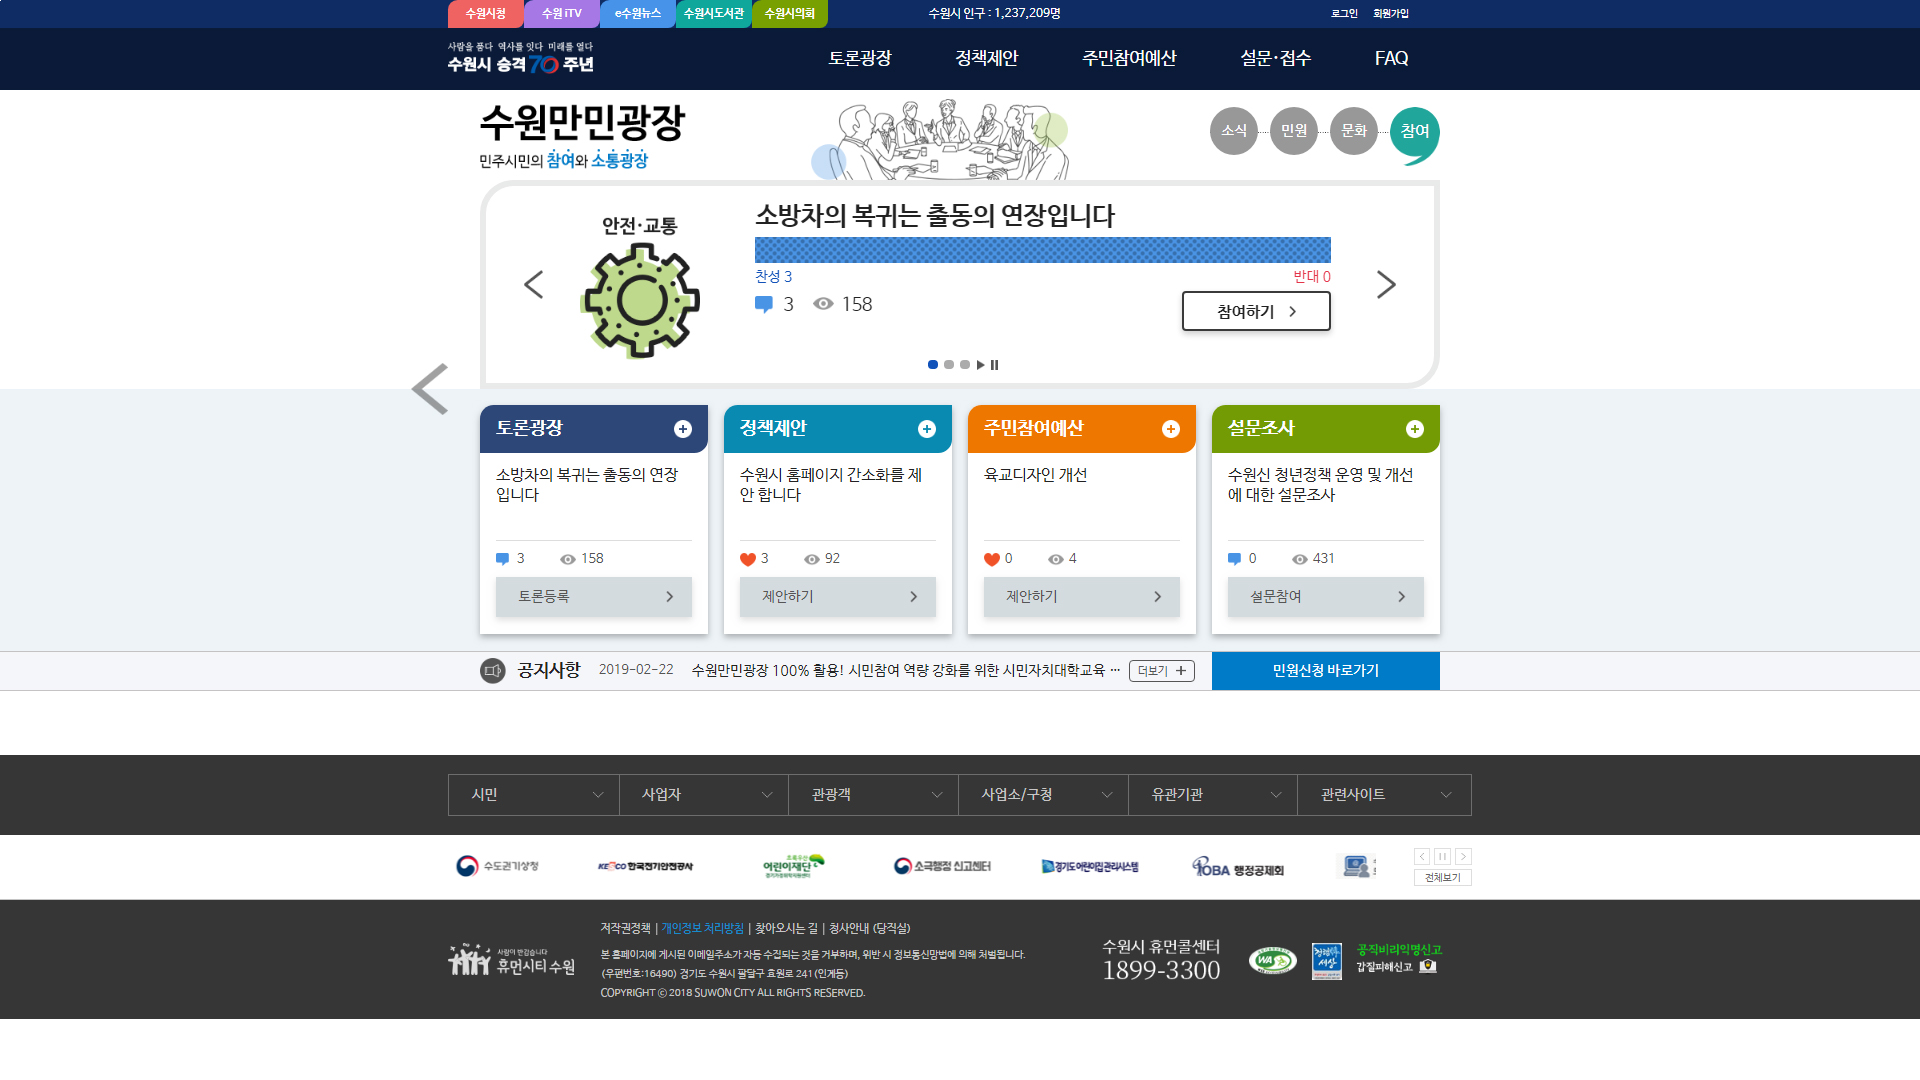 수원시청 수원 iTV e수원뉴스 수원시도서관 수원시의회 수원시 인구 : 1,237,209명 로그인 회원가입
사람을 품다 역사를 잇다 미래를 열다
수원시 승격 70 주년
토론광장 정책제안 주민참여예산 설문·접수 FAQ
수원만민광장
민주시민의 참여와 소통광장
소식 민원 문화 참여
안전·교통
소방차의 복귀는 출동의 연장입니다
찬성 3 반대 0
3 158
참여하기
토론광장
소방차의 복귀는 출동의 연장
입니다
3 158
토론등록
정책제안
수원시 홈페이지 간소화를 제
안 합니다
3 92
제안하기
주민참여예산
육교디자인 개선
0 4
제안하기
설문조사
수원신 청년정책 운영 및 개선
에 대한 설문조사
0 431
설문참여
공지사항 2019-02-22 수원만민광장 100% 활용! 시민참여 역량 강화를 위한 시민자치대학교육 ··· 더보기 민원신청 바로가기
시민 사업자 관광객 사업소/구청 유관기관 관련사이트
수도권기상청 KESCO 한국전기안전공사 초록우산 어린이재단 소극행정 신고센터 경기도어린이집관리시스템 POBA 행정공제회
전체보기
저작권정책 | 개인정보 처리방침 | 찾아오시는 길 | 청사안내 (당직실)
본 홈페이지에 게시된 이메일주소가 자동 수집되는 것을 거부하며, 위반 시 정보통신망법에 의해 처벌됩니다.
(우편번호:16490) 경기도 수원시 팔달구 효원로 241(인계동)
COPYRIGHT ⓒ 2018 SUWON CITY ALL RIGHTS RESERVED.
사람이 반갑습니다
휴먼시티 수원
수원시 휴먼콜센터
1899-3300
WA
청렴
세상
공직비리익명신고
갑질피해신고